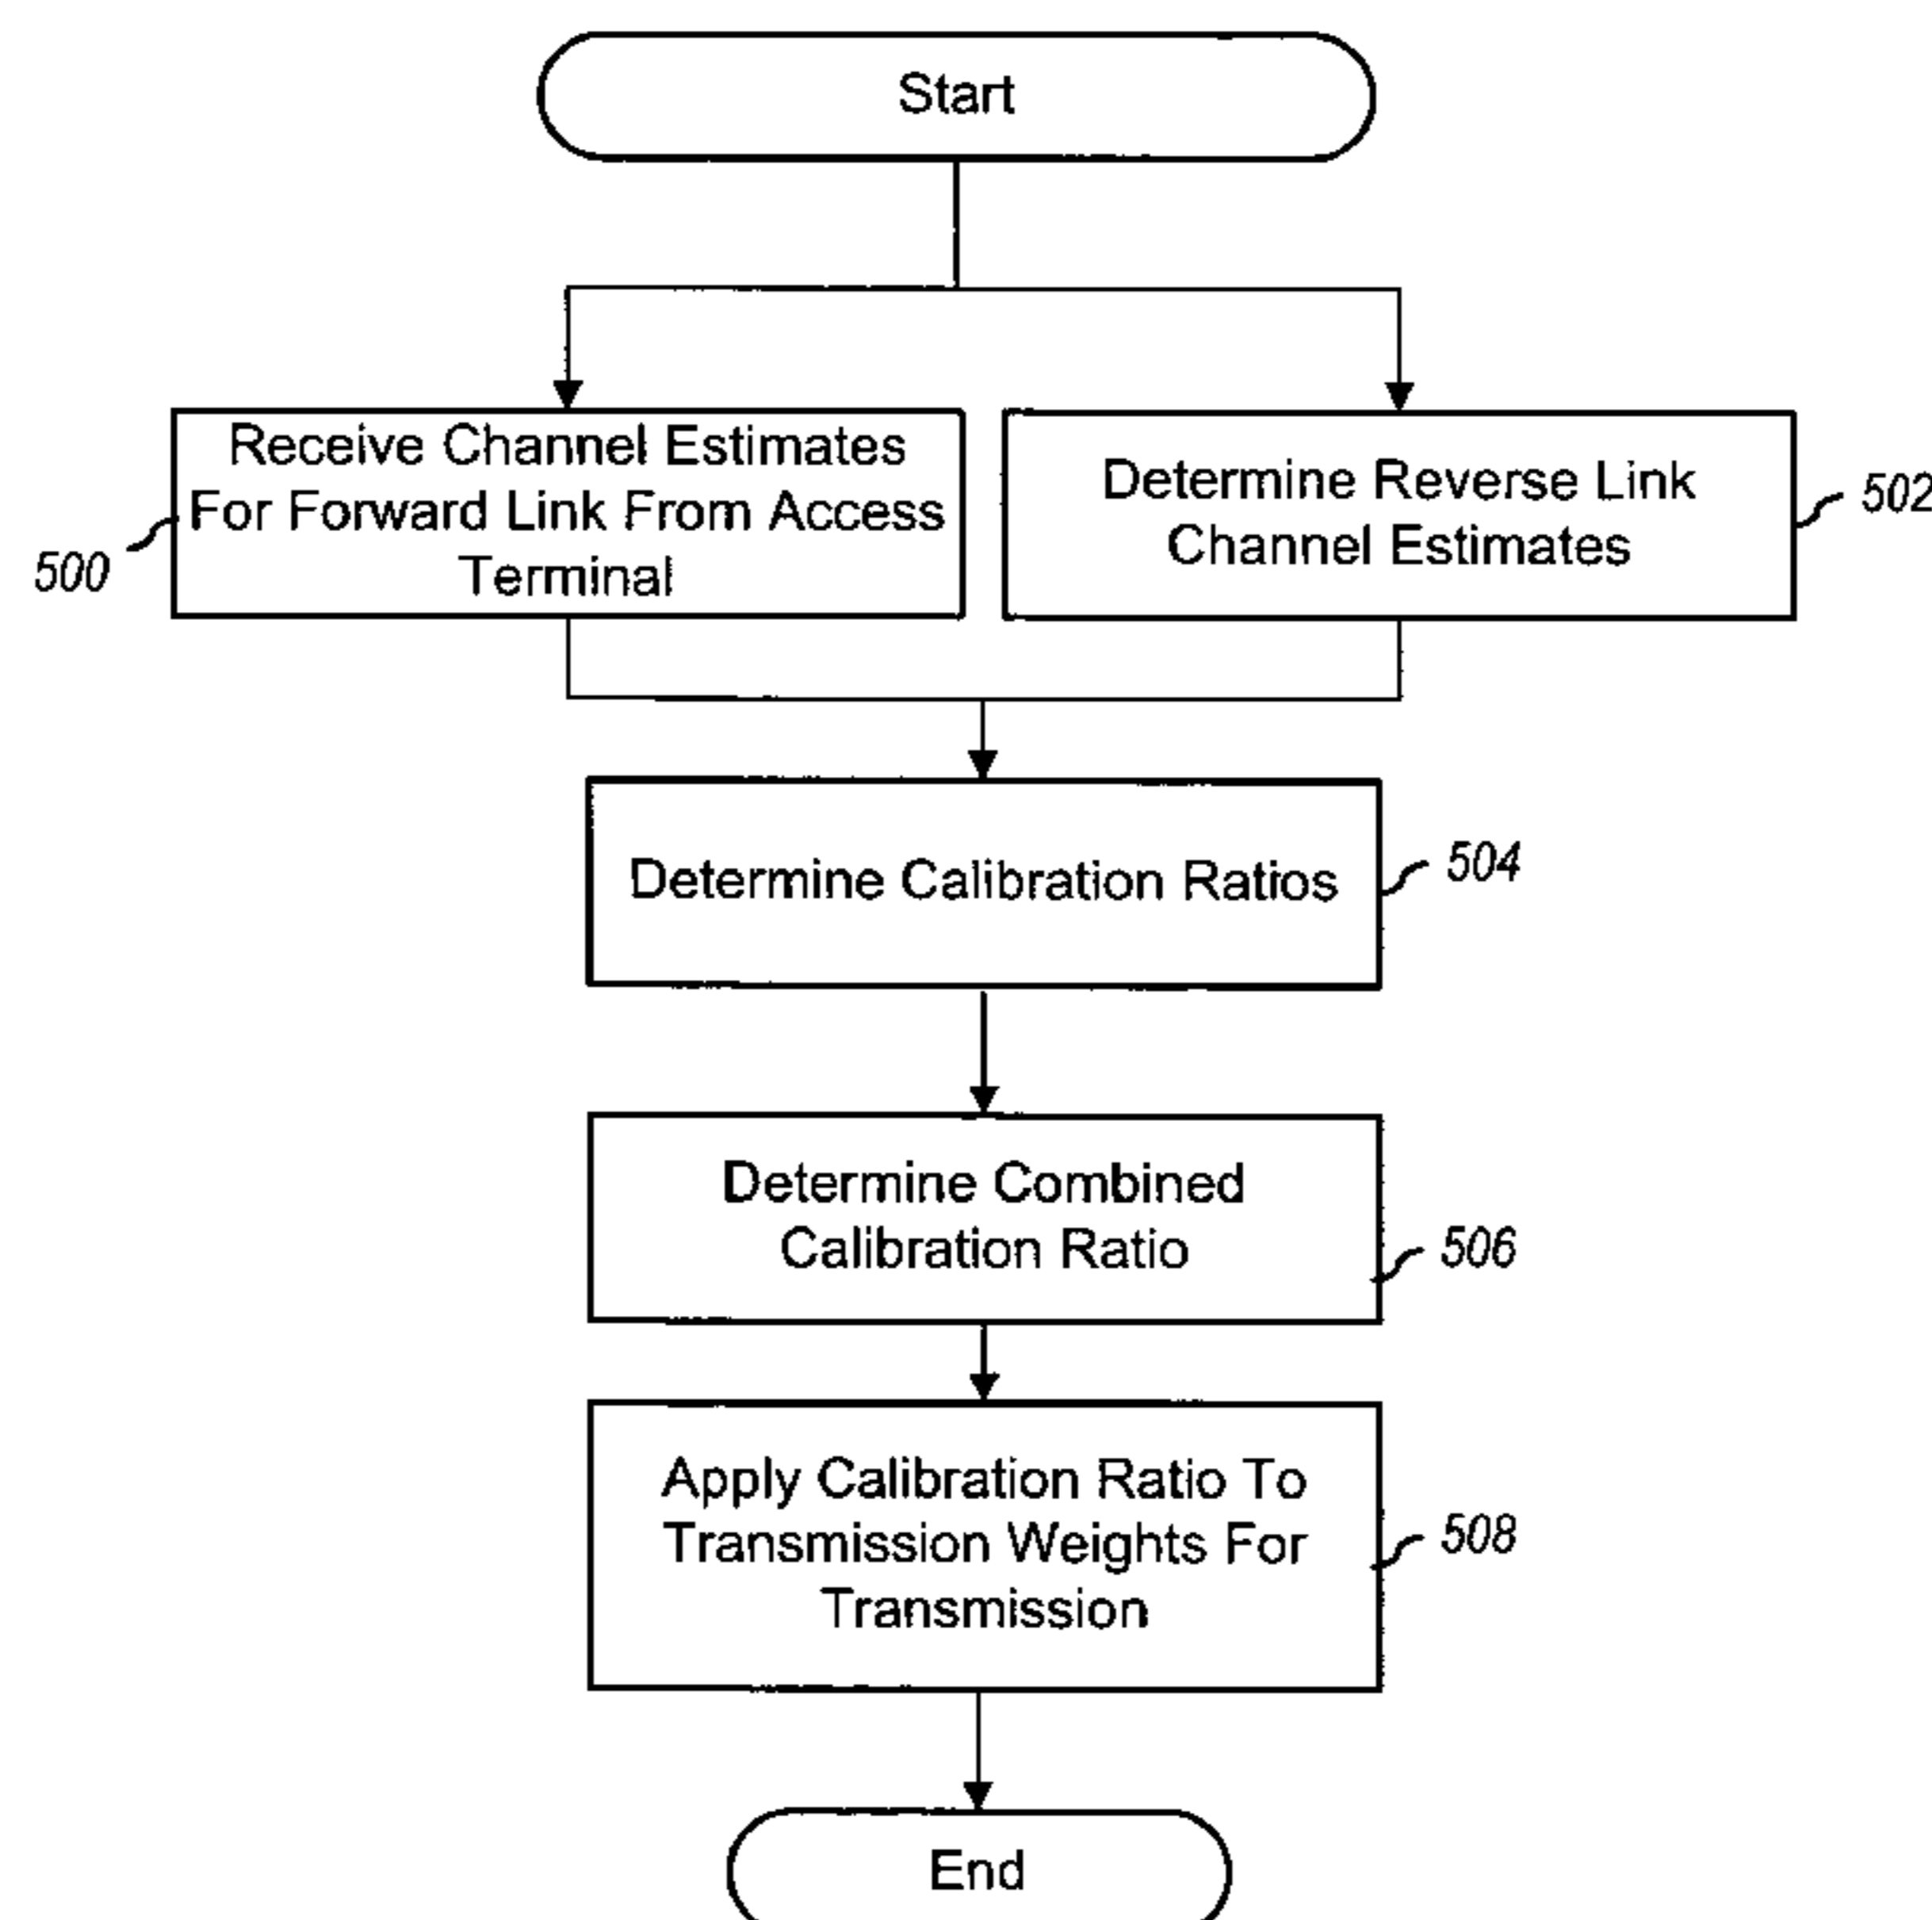 Start
Receive Channel Estimates
For Forward Link From Access
Terminal
500
Determine Reverse Link
Channel Estimates
502
Determine Calibration Ratios
504
Determine Combined
Calibration Ratio
506
Apply Calibration Ratio To
Transmission Weights For
Transmission
508
End